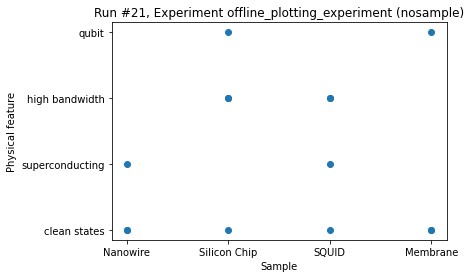 Run #21, Experiment offline_plotting_experiment (nosample)
qubit
high bandwidth
superconducting
clean states
Physical feature
Nanowire Silicon Chip SQUID Membrane
Sample